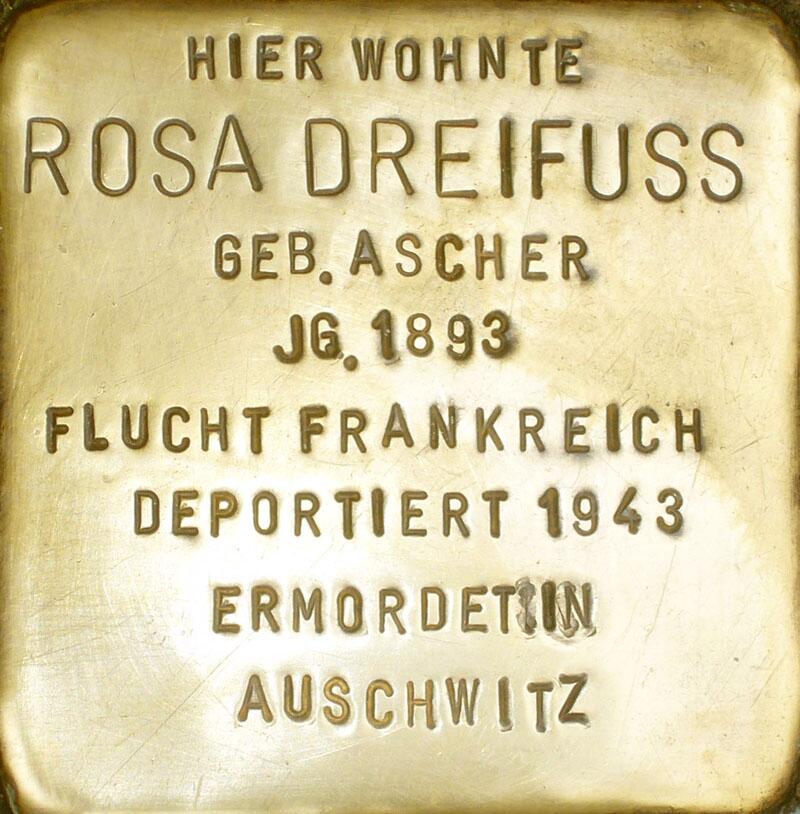 HIER WOHNTE
ROSA DREIFUSS
GEB. ASCHER
JG. 1893
FLUCHT FRANKREICH
DEPORTIERT 1943
ERMORDET IN
AUSCHWITZ